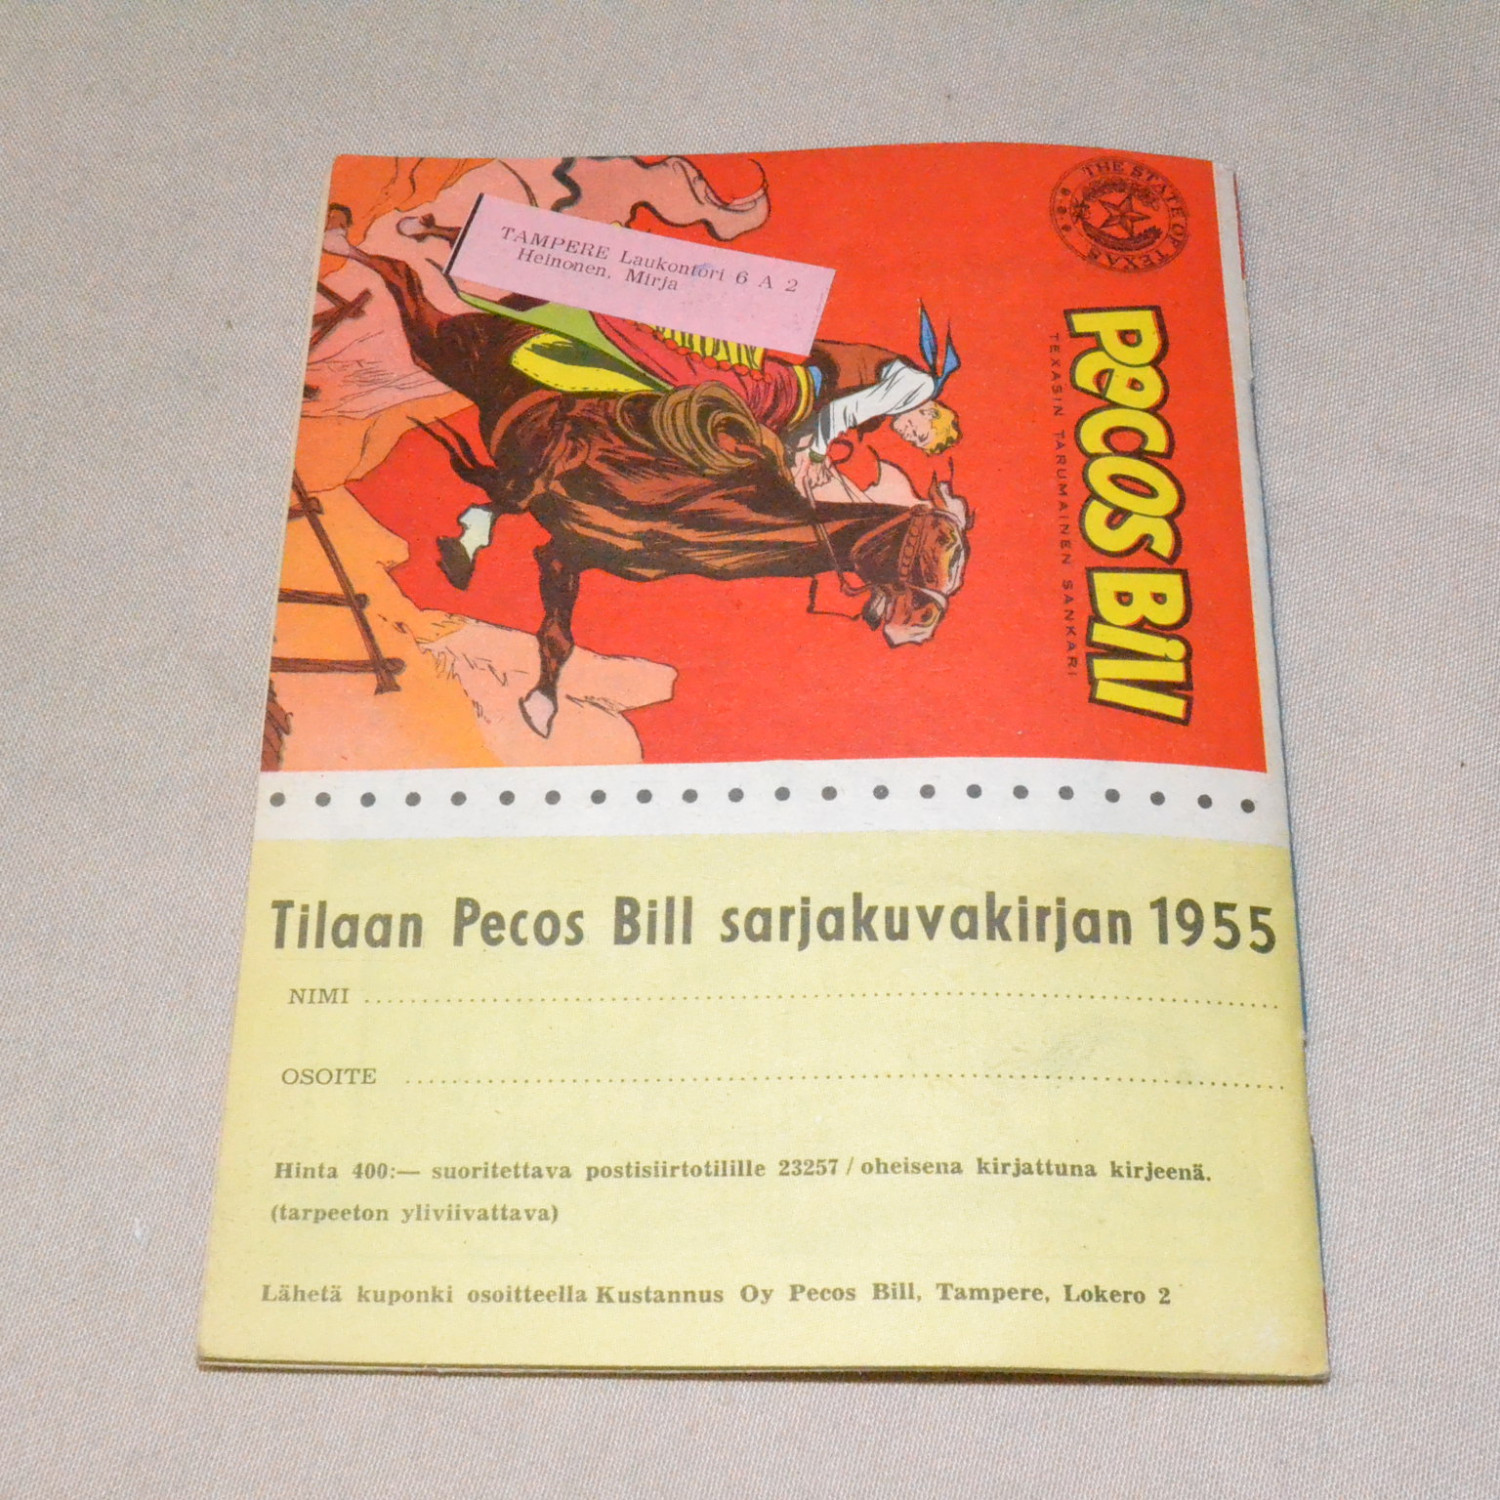 THE STATE OF TEXAS
PECOS BILL
TEXASIN TARUMAINEN SANKARI
TAMPERE Laukontori 6 A 2
Heinonen, Mirja
Tilaan Pecos Bill sarjakuvakirjan 1955
NIMI
OSOITE
Hinta 400:— suoritettava postisiirtotilille 23257 / oheisena kirjattuna kirjeenä.
(tarpeeton yliviivattava)
Lähetä kuponki osoitteella Kustannus Oy Pecos Bill, Tampere, Lokero 2